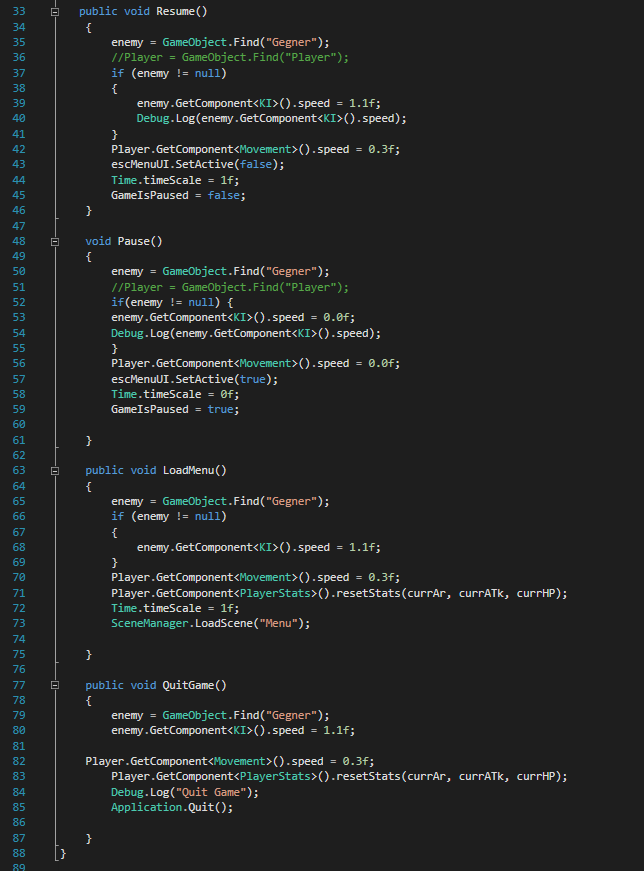 33 public void Resume()
34 {
35 enemy = GameObject.Find("Gegner");
36 //Player = GameObject.Find("Player");
37 if (enemy != null)
38 {
39 enemy.GetComponent<KI>().speed = 1.1f;
40 Debug.Log(enemy.GetComponent<KI>().speed);
41 }
42 Player.GetComponent<Movement>().speed = 0.3f;
43 escMenuUI.SetActive(false);
44 Time.timeScale = 1f;
45 GameIsPaused = false;
46 }
47
48 void Pause()
49 {
50 enemy = GameObject.Find("Gegner");
51 //Player = GameObject.Find("Player");
52 if(enemy != null) {
53 enemy.GetComponent<KI>().speed = 0.0f;
54 Debug.Log(enemy.GetComponent<KI>().speed);
55 }
56 Player.GetComponent<Movement>().speed = 0.0f;
57 escMenuUI.SetActive(true);
58 Time.timeScale = 0f;
59 GameIsPaused = true;
60
61 }
62
63 public void LoadMenu()
64 {
65 enemy = GameObject.Find("Gegner");
66 if (enemy != null)
67 {
68 enemy.GetComponent<KI>().speed = 1.1f;
69 }
70 Player.GetComponent<Movement>().speed = 0.3f;
71 Player.GetComponent<PlayerStats>().resetStats(currAr, currATk, currHP);
72 Time.timeScale = 1f;
73 SceneManager.LoadScene("Menu");
74
75 }
76
77 public void QuitGame()
78 {
79 enemy = GameObject.Find("Gegner");
80 enemy.GetComponent<KI>().speed = 1.1f;
81
82 Player.GetComponent<Movement>().speed = 0.3f;
83 Player.GetComponent<PlayerStats>().resetStats(currAr, currATk, currHP);
84 Debug.Log("Quit Game");
85 Application.Quit();
86
87 }
88 }
89